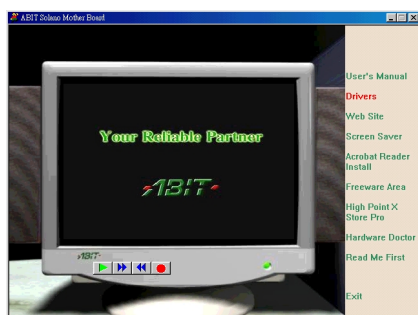 ABIT Solano Mother Board
Your Reliable Partner
ABIT
ABIT
User's Manual
Drivers
Web Site
Screen Saver
Acrobat Reader
Install
Freeware Area
High Point X
Store Pro
Hardware Doctor
Read Me First
Exit